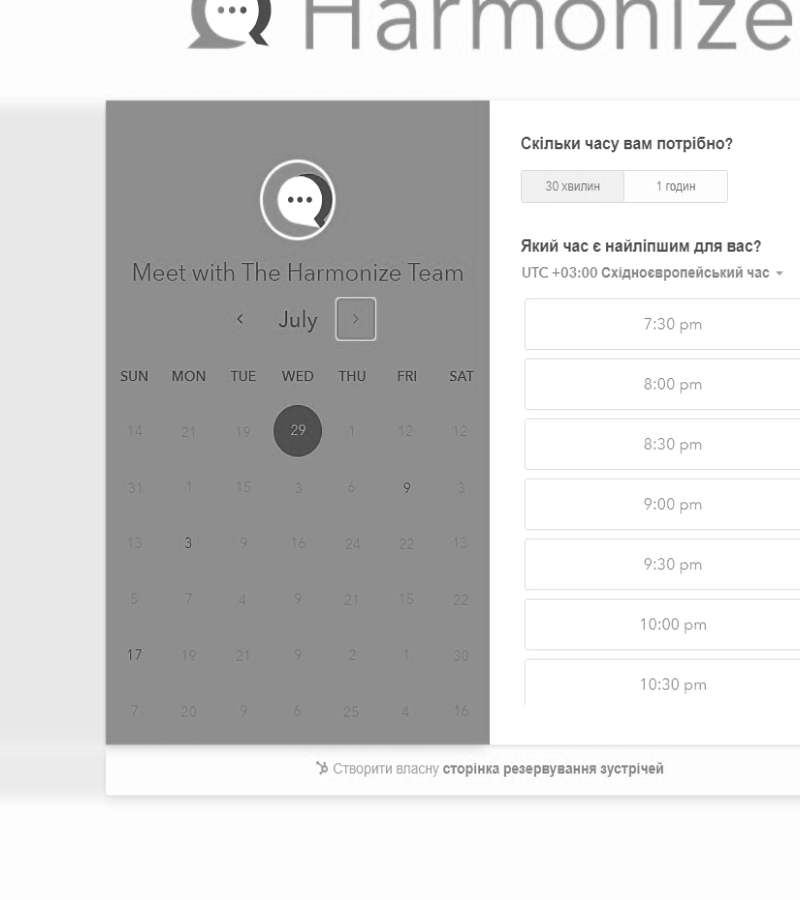 Harmonize
Meet with The Harmonize Team
July
SUN MON TUE WED THU FRI SAT
14 21 19 29 1 12 12
31 1 15 3 6 9 3
13 3 9 16 24 22 13
5 7 4 9 21 15 22
17 19 21 9 2 1 30
7 20 9 6 25 4 16
Скільки часу вам потрібно?
30 хвилин 1 годин
Який час є найліпшим для вас?
UTC +03:00 Східноєвропейський час
7:30 pm
8:00 pm
8:30 pm
9:00 pm
9:30 pm
10:00 pm
10:30 pm
Створити власну сторінка резервування зустрічей